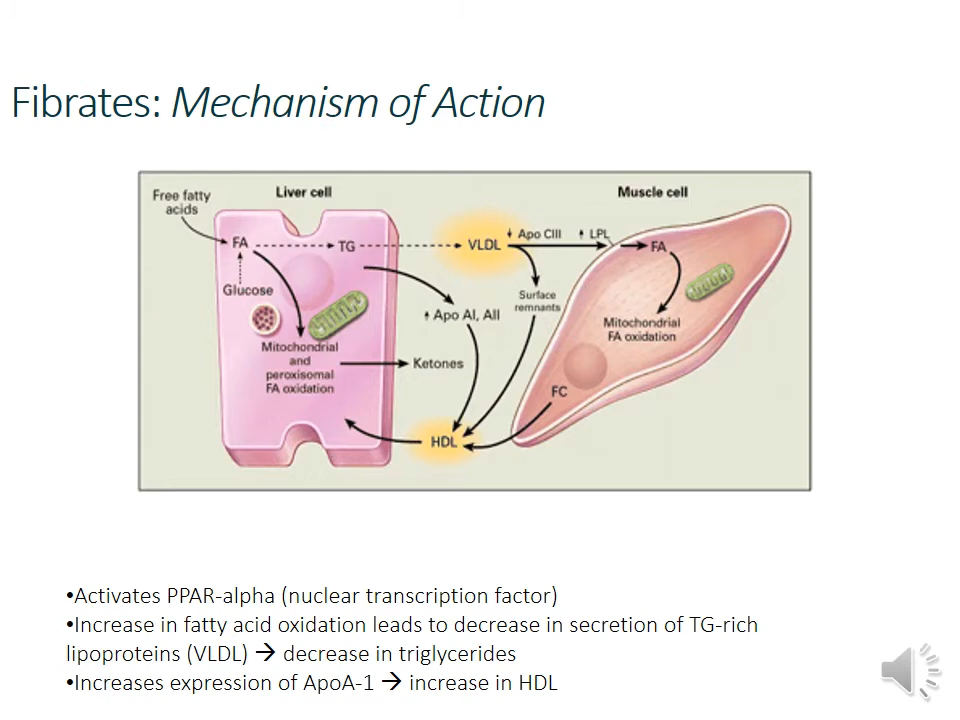 Fibrates: Mechanism of Action
Liver cell
Muscle cell
Free fatty
acids
FA
TG
VLDL
↓ Apo CIII
↑ LPL
FA
Glucose
Surface
remnants
↑ Apo AI, AII
Mitochondrial
FA oxidation
Mitochondrial
and
peroxisomal
FA oxidation
Ketones
FC
HDL
•Activates PPAR-alpha (nuclear transcription factor)
•Increase in fatty acid oxidation leads to decrease in secretion of TG-rich
lipoproteins (VLDL) → decrease in triglycerides
•Increases expression of ApoA-1 → increase in HDL